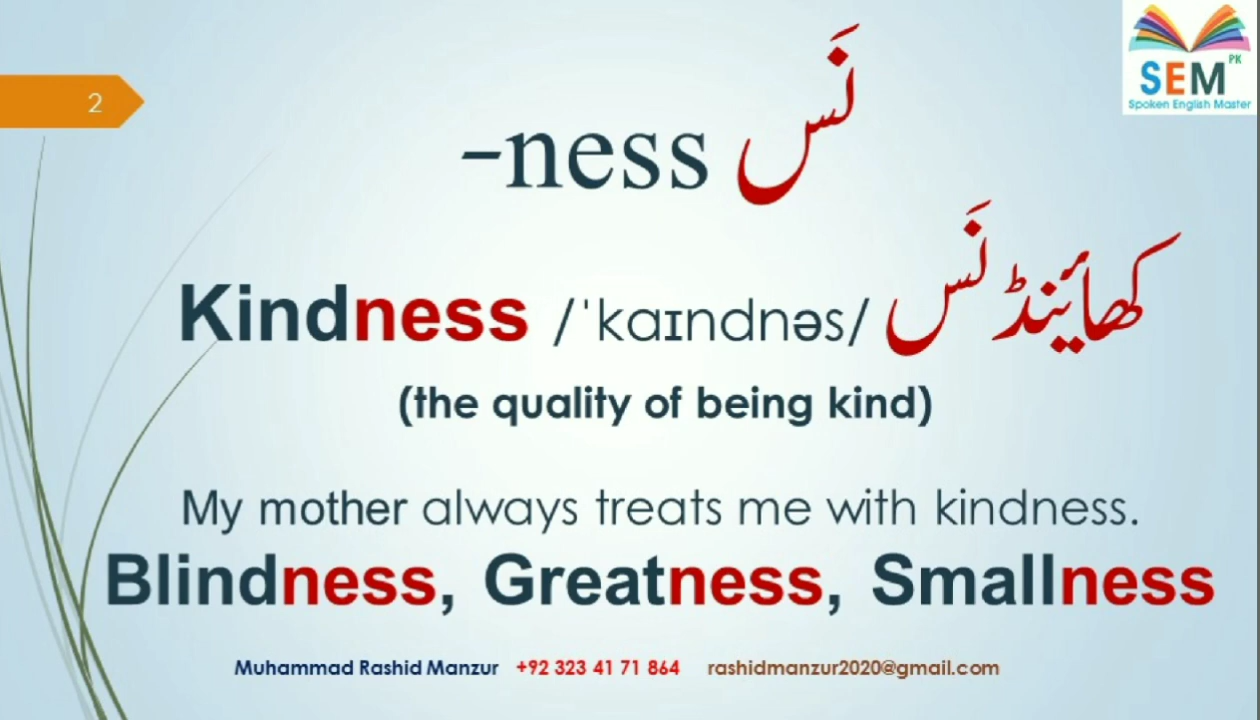 2
SEM PK
Spoken English Master
-ness نَس
Kindness /ˈkaɪndnəs/ کھائینڈنَس
(the quality of being kind)
My mother always treats me with kindness.
Blindness, Greatness, Smallness
Muhammad Rashid Manzur +92 323 41 71 864 rashidmanzur2020@gmail.com